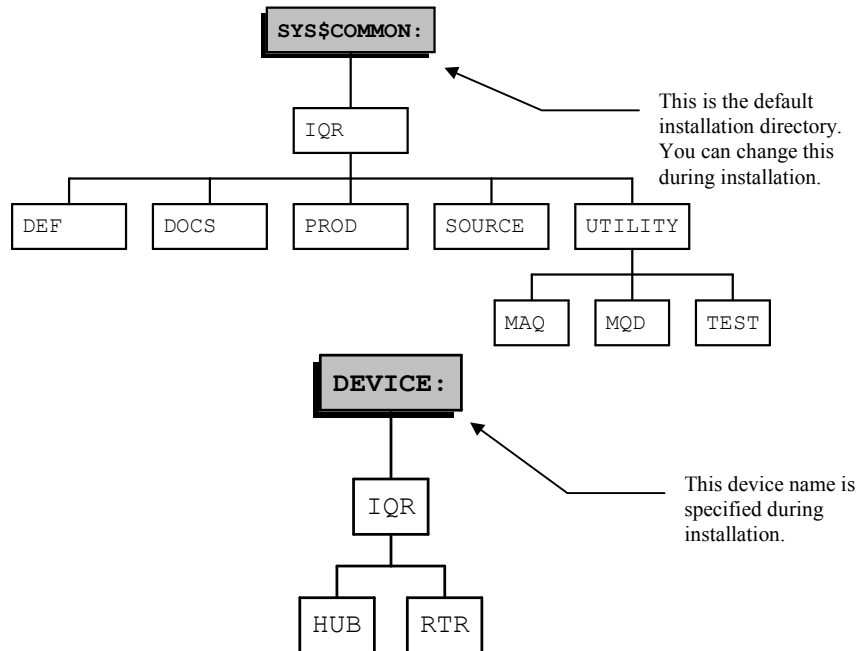 SYS$COMMON:
This is the default
installation directory.
You can change this
during installation.
IQR
DEF
DOCS
PROD
SOURCE
UTILITY
MAQ
MQD
TEST
DEVICE:
This device name is
specified during
installation.
IQR
HUB
RTR